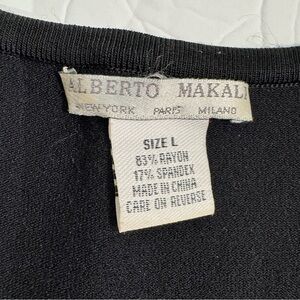 ALBERTO MAKALI
NEW YORK PARIS MILANO
SIZE L
83% RAYON
17% SPANDEX
MADE IN CHINA
CARE ON REVERSE